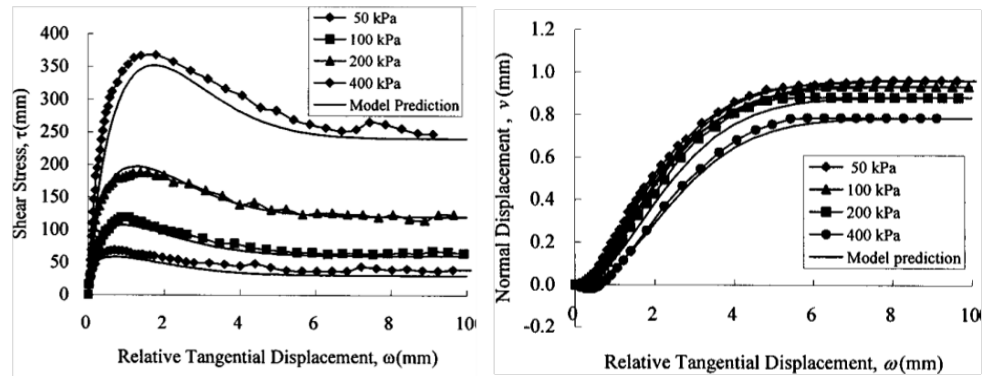 400
350
300
250
200
150
100
50
0
Shear Stress, τ(mm)
50 kPa
100 kPa
200 kPa
400 kPa
Model Prediction
0 2 4 6 8 10
Relative Tangential Displacement, ω(mm)
1.2
1.0
0.8
0.6
0.4
0.2
0.0
-0.2
Normal Displacement, v(mm)
50 kPa
100 kPa
200 kPa
400 kPa
Model prediction
0 2 4 6 8 10
Relative Tangential Displacement, ω(mm)